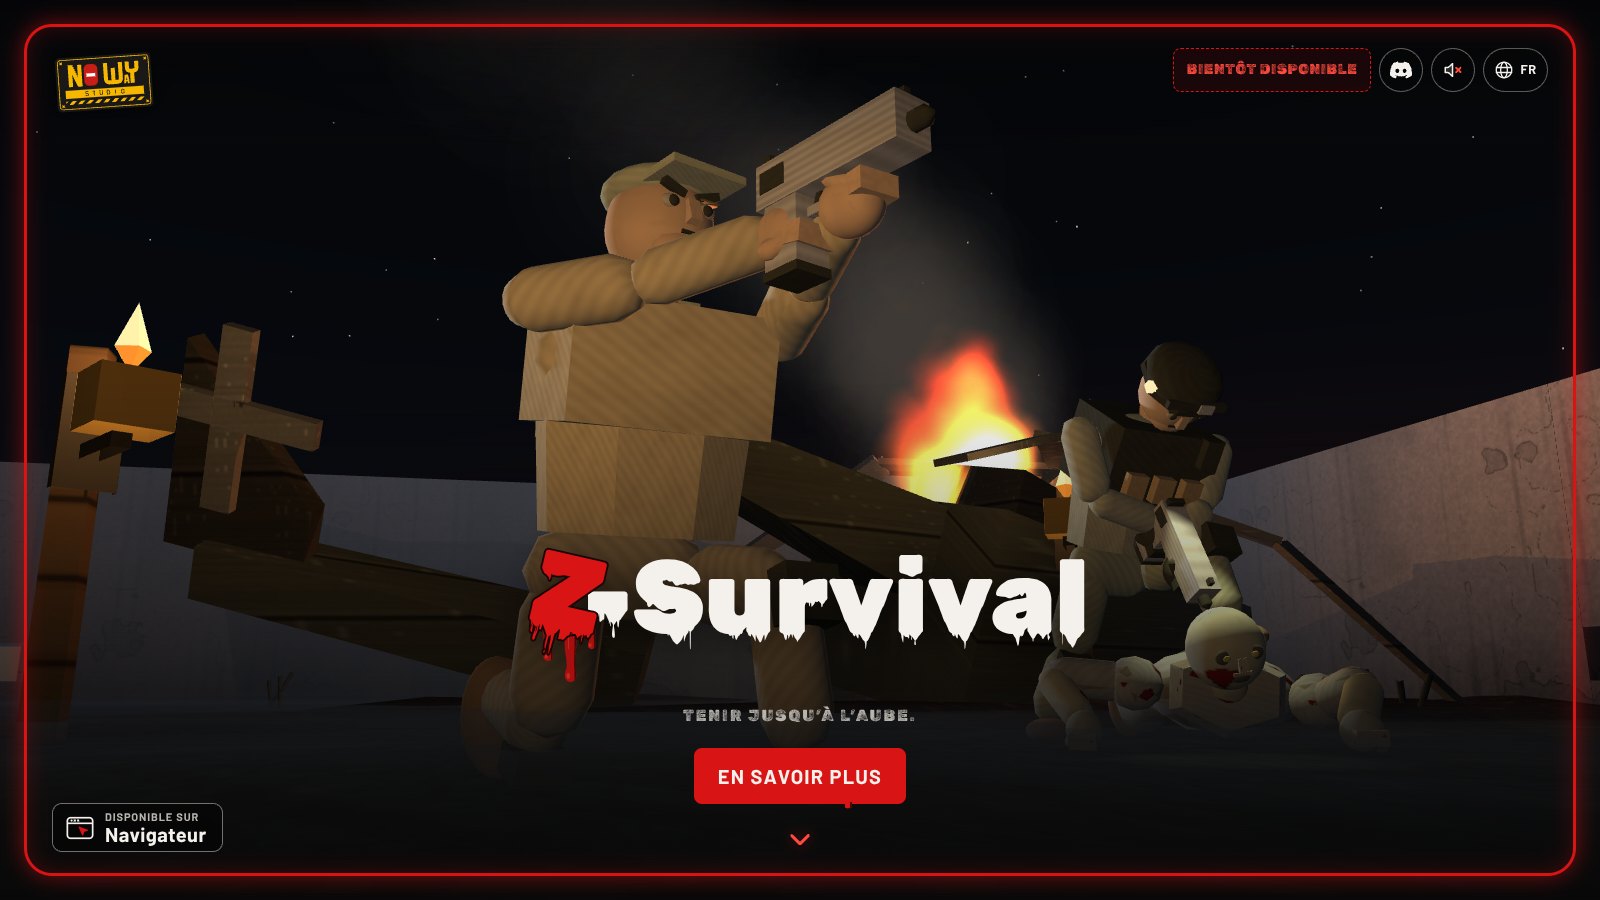 NO WAY
STUDIO
BIENTÔT DISPONIBLE
FR
Z-Survival
TENIR JUSQU'À L'AUBE.
EN SAVOIR PLUS
DISPONIBLE SUR
Navigateur